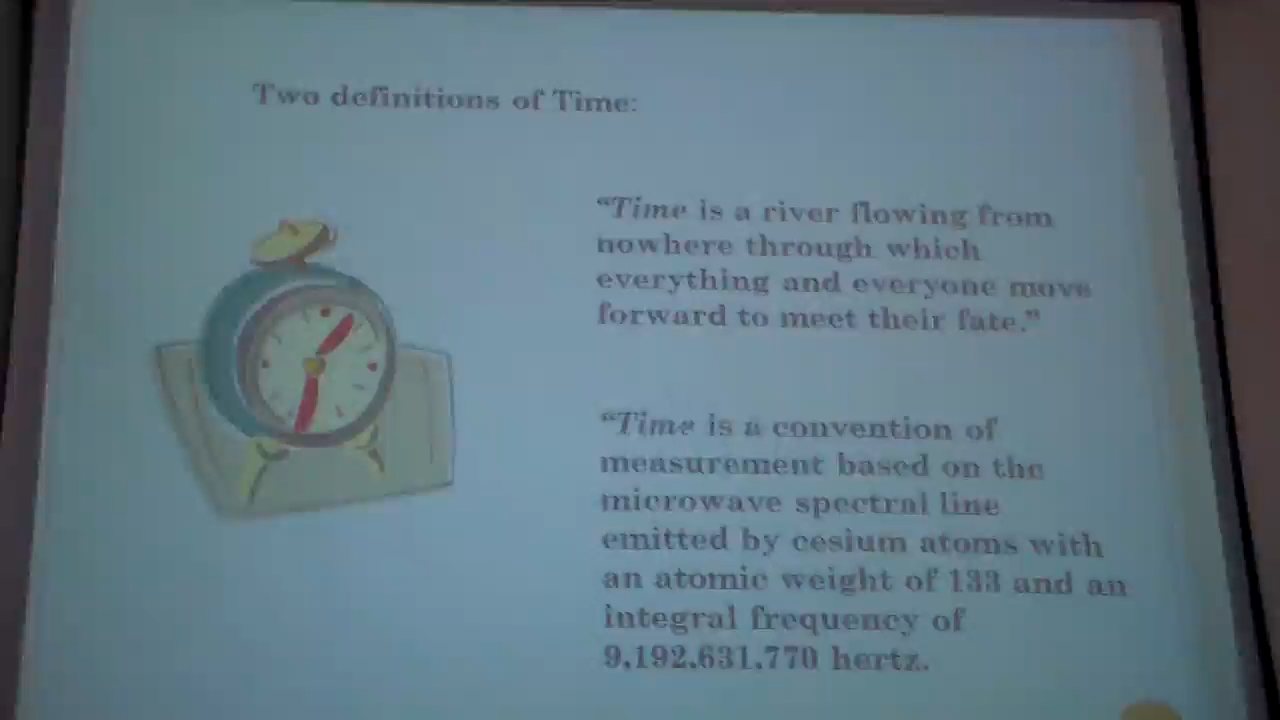 Two definitions of Time:
“Time is a river flowing from
nowhere through which
everything and everyone move
forward to meet their fate.”
“Time is a convention of
measurement based on the
microwave spectral line
emitted by cesium atoms with
an atomic weight of 133 and an
integral frequency of
9,192,631,770 hertz.